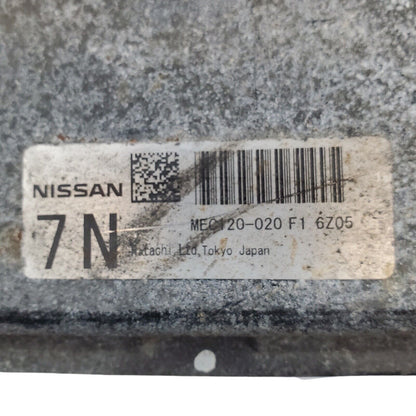 NISSAN
7N
MEC120-020 F1 6Z05
Hitachi,Ltd,Tokyo Japan